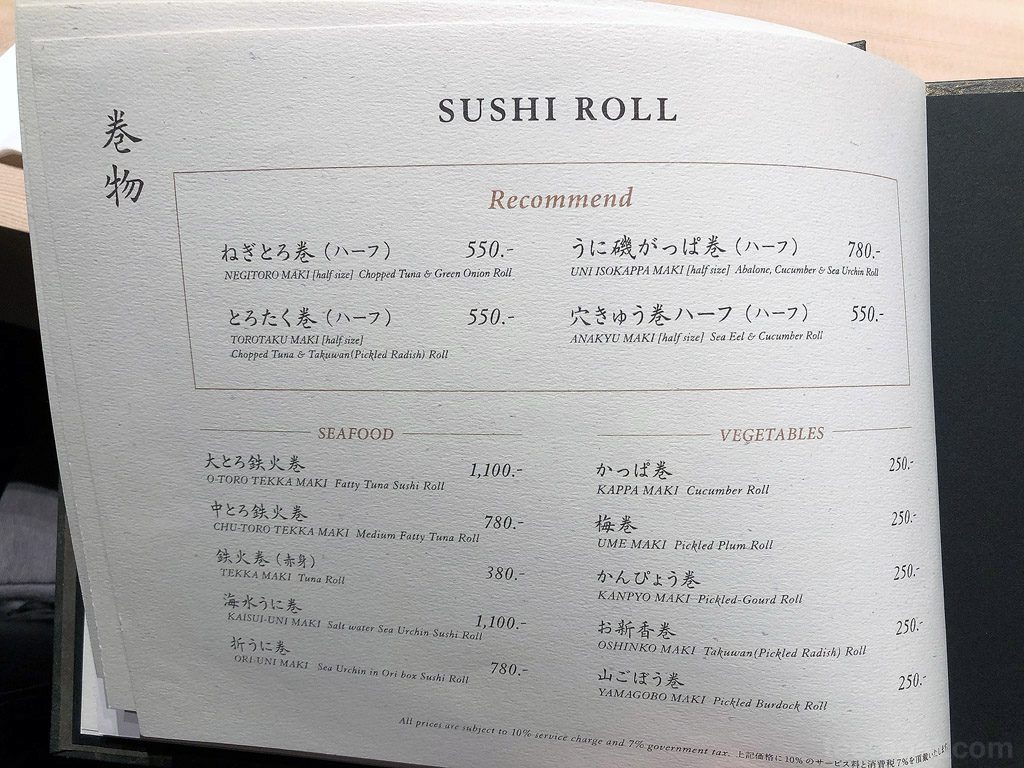 巻物
SUSHI ROLL
Recommend
ねぎとろ巻（ハーフ） 550.-
NEGITORO MAKI [half size] Chopped Tuna & Green Onion Roll
うに磯がっぱ巻（ハーフ） 780.-
UNI ISOKAPPA MAKI [half size] Abalone, Cucumber & Sea Urchin Roll
とろたく巻（ハーフ） 550.-
TOROTAKU MAKI [half size]
Chopped Tuna & Takuwan(Pickled Radish) Roll
穴きゅう巻ハーフ（ハーフ） 550.-
ANAKYU MAKI [half size] Sea Eel & Cucumber Roll
SEAFOOD
大とろ鉄火巻 1,100.-
O-TORO TEKKA MAKI Fatty Tuna Sushi Roll
中とろ鉄火巻 780.-
CHU-TORO TEKKA MAKI Medium Fatty Tuna Roll
鉄火巻（赤身） 380.-
TEKKA MAKI Tuna Roll
海水うに巻 1,100.-
KAISUI-UNI MAKI Salt water Sea Urchin Sushi Roll
折うに巻 780.-
ORI-UNI MAKI Sea Urchin in Ori box Sushi Roll
VEGETABLES
かっぱ巻 250.-
KAPPA MAKI Cucumber Roll
梅巻 250.-
UME MAKI Pickled Plum Roll
かんぴょう巻 250.-
KANPYO MAKI Pickled-Gourd Roll
お新香巻 250.-
OSHINKO MAKI Takuwan(Pickled Radish) Roll
山ごぼう巻 250.-
YAMAGOBO MAKI Pickled Burdock Roll
All prices are subject to 10% service charge and 7% government tax. 上記価格に10%のサービス料と消費税7%を頂戴いたします